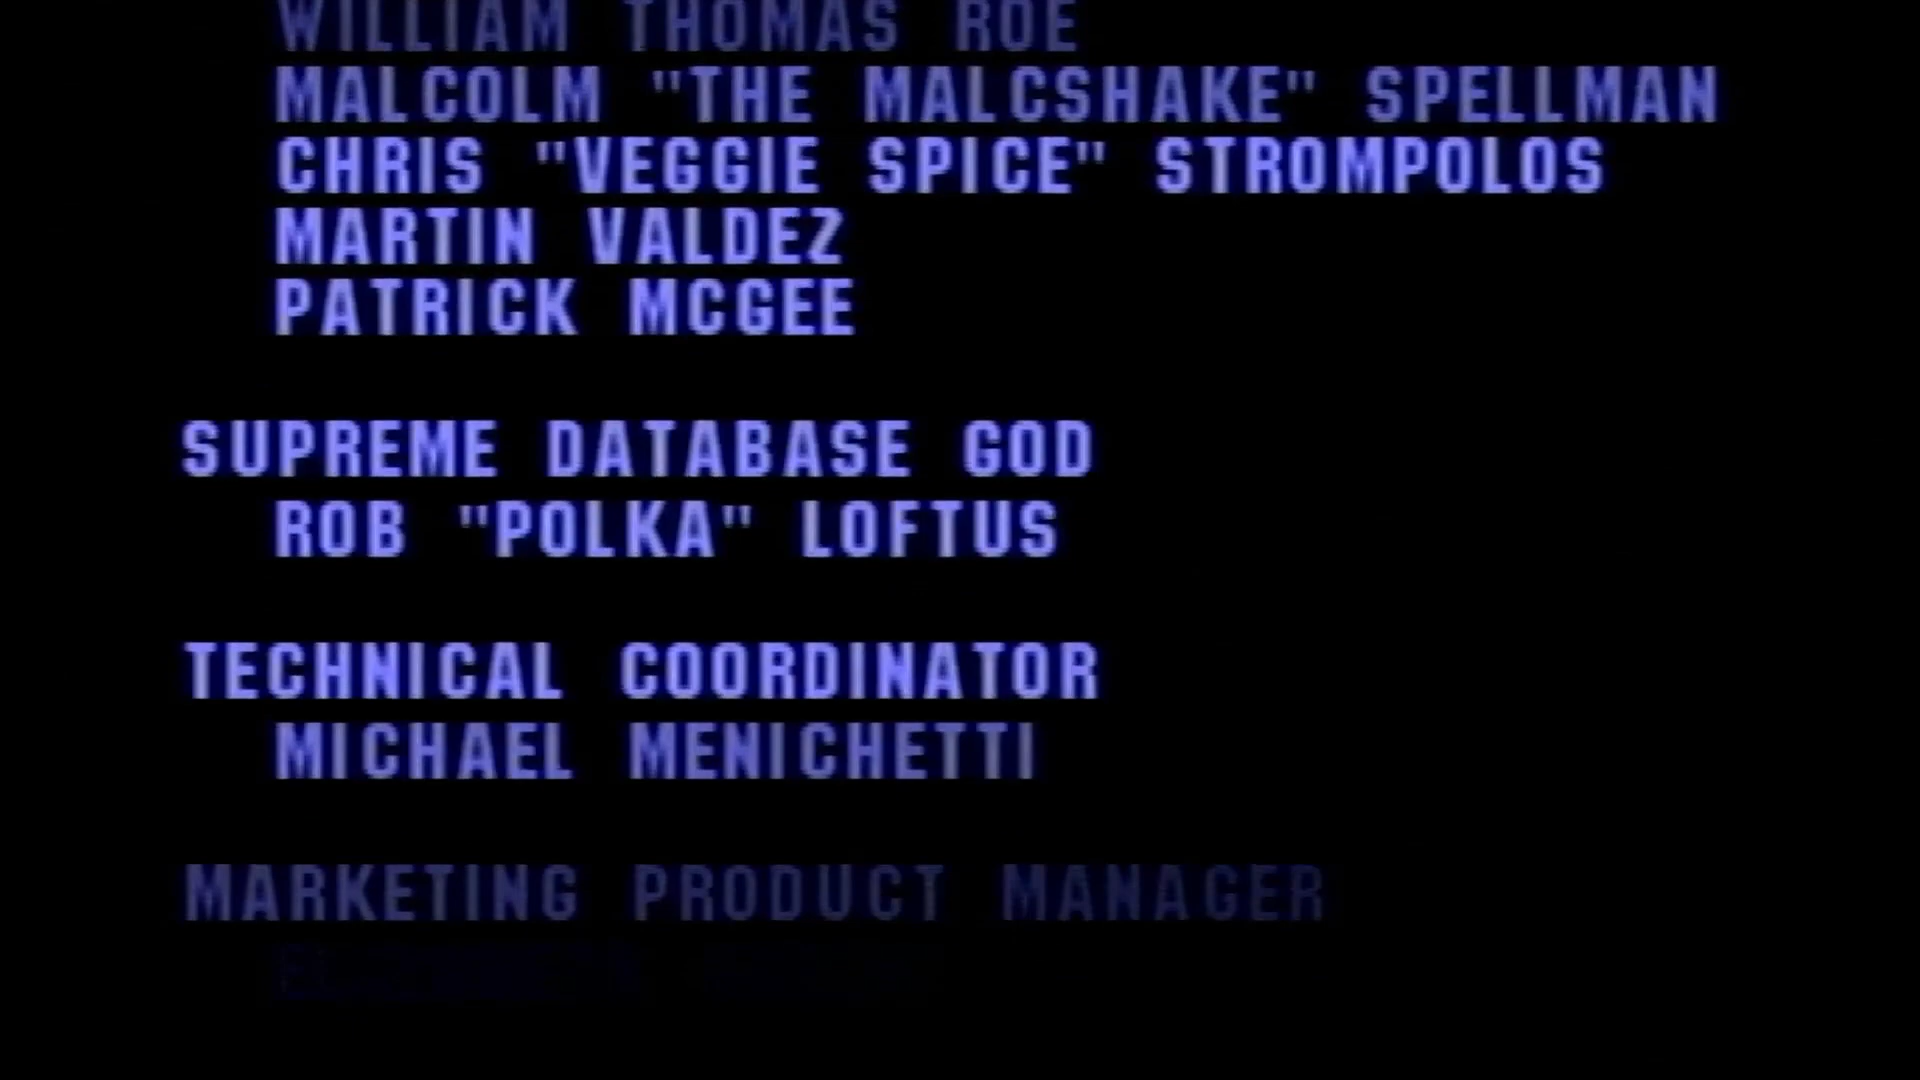 WILLIAM THOMAS ROE
MALCOLM "THE MALCSHAKE" SPELLMAN
CHRIS "VEGGIE SPICE" STROMPOLOS
MARTIN VALDEZ
PATRICK MCGEE
SUPREME DATABASE GOD
ROB "POLKA" LOFTUS
TECHNICAL COORDINATOR
MICHAEL MENICHETTI
MARKETING PRODUCT MANAGER